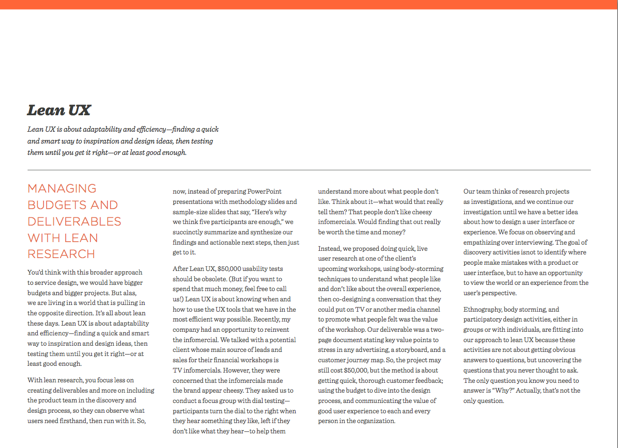 Lean UX
Lean UX is about adaptability and efficiency—finding a quick
and smart way to inspiration and design ideas, then testing
them until you get it right—or at least good enough.
MANAGING
BUDGETS AND
DELIVERABLES
WITH LEAN
RESEARCH
You'd think with this broader approach
to service design, we would have bigger
budgets and bigger projects. But alas,
we are living in a world that is pulling in
the opposite direction. It's all about lean
these days. Lean UX is about adaptability
and efficiency—finding a quick and smart
way to inspiration and design ideas, then
testing them until you get it right—or at
least good enough.
With lean research, you focus less on
creating deliverables and more on including
the product team in the discovery and
design process, so they can observe what
users need firsthand, then run with it. So,
now, instead of preparing PowerPoint
presentations with methodology slides and
sample-size slides that say, "Here's why
we think five participants are enough," we
succinctly summarize and synthesize our
findings and actionable next steps, then just
get to it.
After Lean UX, $50,000 usability tests
should be obsolete. (But if you want to
spend that much money, feel free to call
us!) Lean UX is about knowing when and
how to use the UX tools that we have in the
most efficient way possible. Recently, my
company had an opportunity to reinvent
the infomercial. We talked with a potential
client whose main source of leads and
sales for their financial workshops is
TV infomercials. However, they were
concerned that the infomercials made
the brand appear cheesy. They asked us to
conduct a focus group with dial testing—
participants turn the dial to the right when
they hear something they like, left if they
don't like what they hear—to help them
understand more about what people don't
like. Think about it—what would that really
tell them? That people don't like cheesy
infomercials. Would finding that out really
be worth the time and money?
Instead, we proposed doing quick, live
user research at one of the client's
upcoming workshops, using body-storming
techniques to understand what people like
and don't like about the overall experience,
then co-designing a conversation that they
could put on TV or another media channel
to promote what people felt was the value
of the workshop. Our deliverable was a two-
page document stating key value points to
stress in any advertising, a storyboard, and a
customer journey map. So, the project may
still cost $50,000, but the method is about
getting quick, thorough customer feedback;
using the budget to dive into the design
process, and communicating the value of
good user experience to each and every
person in the organization.
Our team thinks of research projects
as investigations, and we continue our
investigation until we have a better idea
about how to design a user interface or
experience. We focus on observing and
empathizing over interviewing. The goal of
discovery activities isnot to identify where
people make mistakes with a product or
user interface, but to have an opportunity
to view the world or an experience from the
user's perspective.
Ethnography, body storming, and
participatory design activities, either in
groups or with individuals, are fitting into
our approach to lean UX because these
activities are not about getting obvious
answers to questions, but uncovering the
questions that you never thought to ask.
The only question you know you need to
answer is "Why?" Actually, that's not the
only question.